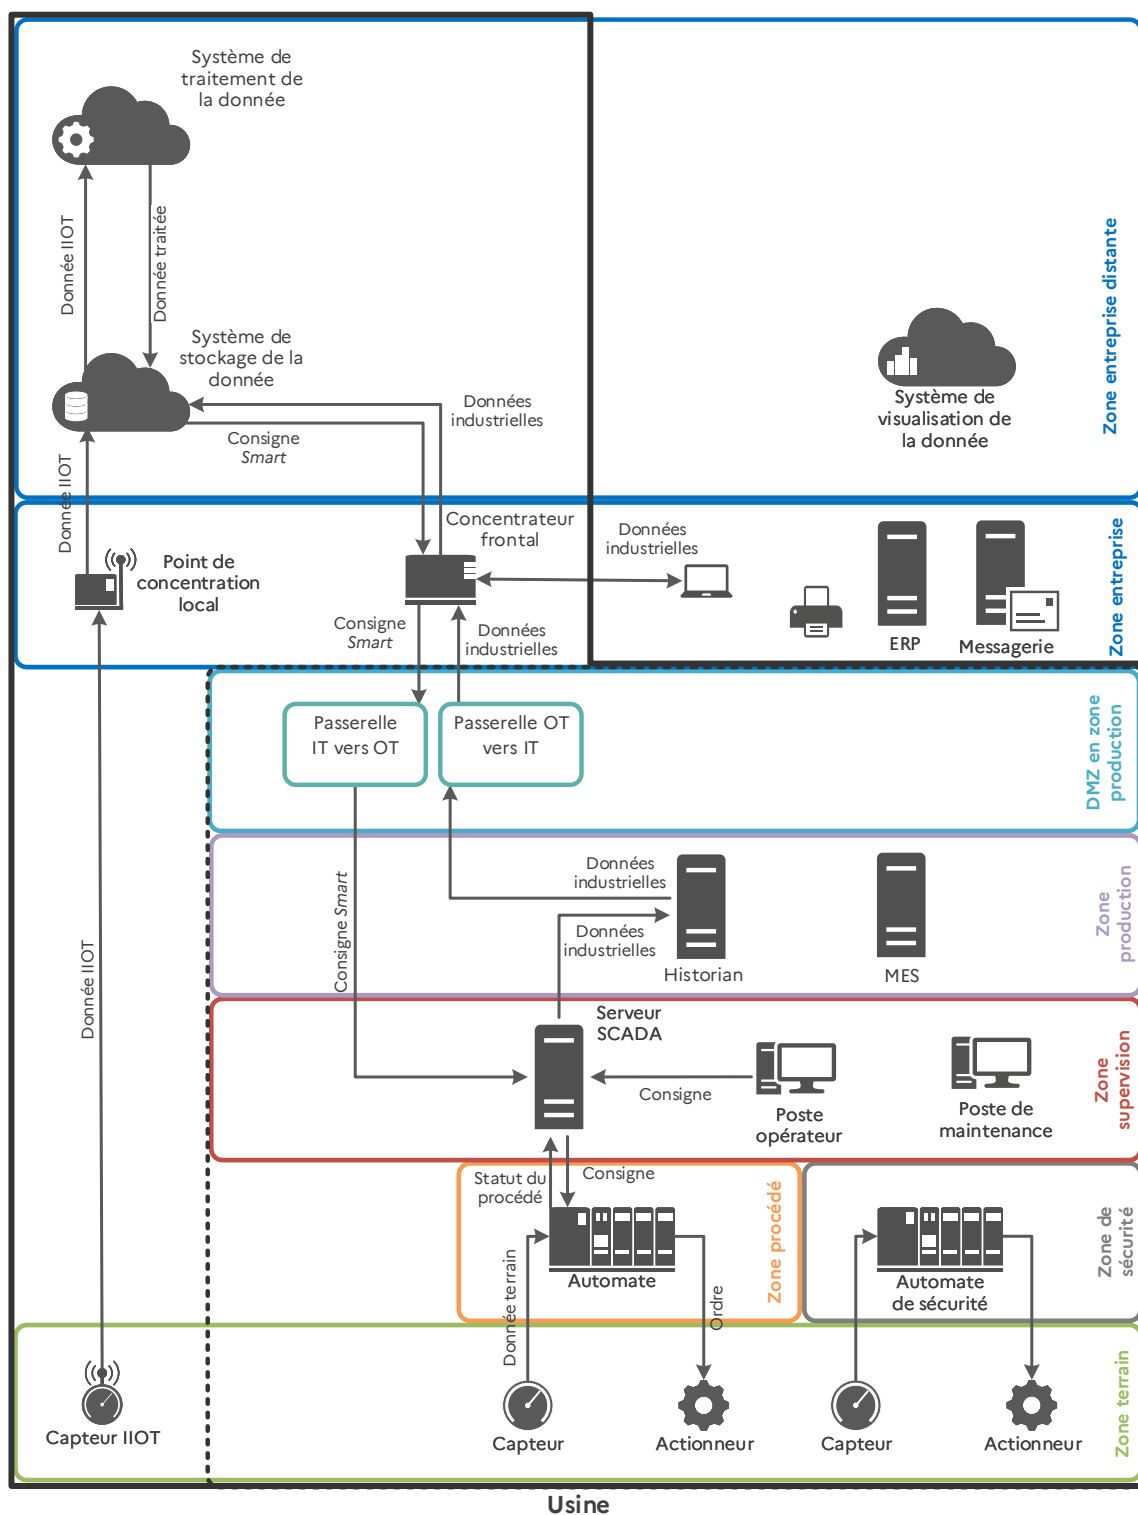 Système de
traitement de
la donnée
Donnée IIOT
Donnée traitée
Zone entreprise distante
Système de
stockage de la
donnée
Système de
visualisation de
la donnée
Données
industrielles
Consigne
Smart
Donnée IIOT
Point de
concentration
local
Concentrateur
frontal
Données
industrielles
Consigne
Smart
Données
industrielles
ERP
Messagerie
Zone entreprise
Passerelle
IT vers OT
Passerelle OT
vers IT
DMZ en zone
production
Données
industrielles
Données
industrielles
Historian
MES
Zone
production
Consigne Smart
Donnée IIOT
Serveur
SCADA
Consigne
Poste
opérateur
Poste de
maintenance
Zone
supervision
Statut du
procédé
Consigne
Automate
Zone procédé
Automate
de sécurité
Zone de
sécurité
Donnée terrain
Ordre
Capteur IIOT
Capteur
Actionneur
Capteur
Actionneur
Zone terrain
Usine